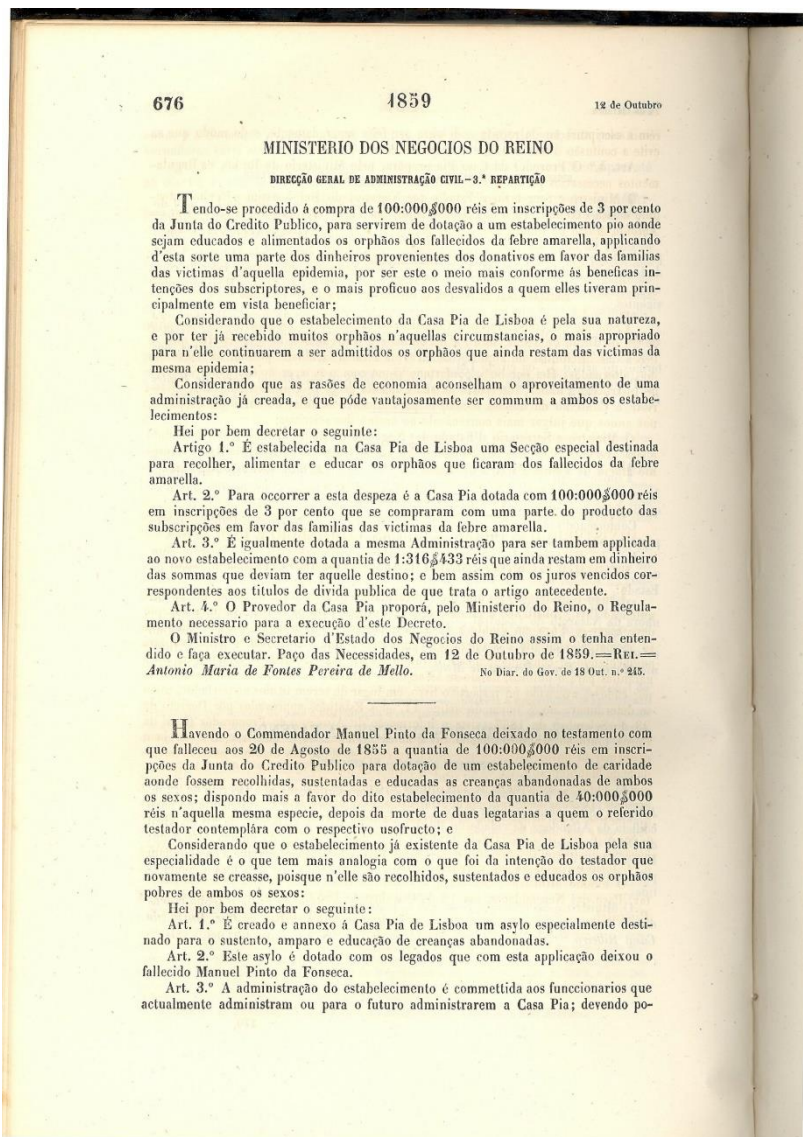 676
1859
12 de Outubro
MINISTERIO DOS NEGOCIOS DO REINO
DIRECÇÃO GERAL DE ADMINISTRAÇÃO CIVIL—3.ª REPARTIÇÃO
Tendo-se procedido á compra de 100:000$000 réis em inscripções de 3 por cento
da Junta do Credito Publico, para servirem de dotação a um estabelecimento pio aonde
sejam educados e alimentados os orphãos dos fallecidos da febre amarella, applicando
d'esta sorte uma parte dos dinheiros provenientes dos donativos em favor das familias
das victimas d'aquella epidemia, por ser este o meio mais conforme ás beneficas in-
tenções dos subscriptores, e o mais proficuo aos desvalidos a quem elles tiveram prin-
cipalmente em vista beneficiar;
Considerando que o estabelecimento da Casa Pia de Lisboa é pela sua natureza,
e por ter já recebido muitos orphãos n'aquellas circumstancias, o mais apropriado
para n'elle continuarem a ser admittidos os orphãos que ainda restam das victimas da
mesma epidemia;
Considerando que as rasões de economia aconselham o aproveitamento de uma
administração já creada, e que póde vantajosamente ser commum a ambos os estabe-
lecimentos:
Hei por bem decretar o seguinte:
Artigo 1.º É estabelecida na Casa Pia de Lisboa uma Secção especial destinada
para recolher, alimentar e educar os orphãos que ficaram dos fallecidos da febre
amarella.
Art. 2.º Para occorrer a esta despeza é a Casa Pia dotada com 100:000$000 réis
em inscripções de 3 por cento que se compraram com uma parte do producto das
subscripções em favor das familias das victimas da febre amarella.
Art. 3.º É igualmente dotada a mesma Administração para ser tambem applicada
ao novo estabelecimento com a quantia de 1:316$433 réis que ainda restam em dinheiro
das sommas que deviam ter aquelle destino; e bem assim com os juros vencidos cor-
respondentes aos titulos de divida publica de que trata o artigo antecedente.
Art. 4.º O Provedor da Casa Pia proporá, pelo Ministerio do Reino, o Regula-
mento necessario para a execução d'este Decreto.
O Ministro e Secretario d'Estado dos Negocios do Reino assim o tenha enten-
dido e faça executar. Paço das Necessidades, em 12 de Outubro de 1859.=REI.=
Antonio Maria de Fontes Pereira de Mello. No Diar. do Gov. de 18 Out. n.º 245.
Havendo o Commendador Manuel Pinto da Fonseca deixado no testamento com
que falleceu aos 20 de Agosto de 1855 a quantia de 100:000$000 réis em inscri-
pções da Junta do Credito Publico para dotação de um estabelecimento de caridade
aonde fossem recolhidas, sustentadas e educadas as creanças abandonadas de ambos
os sexos; dispondo mais a favor do dito estabelecimento da quantia de 40:000$000
réis n'aquella mesma especie, depois da morte de duas legatarias a quem o referido
testador contemplára com o respectivo usofructo; e
Considerando que o estabelecimento já existente da Casa Pia de Lisboa pela sua
especialidade é o que tem mais analogia com o que foi da intenção do testador que
novamente se creasse, poisque n'elle são recolhidos, sustentados e educados os orphãos
pobres de ambos os sexos:
Hei por bem decretar o seguinte:
Art. 1.º É creado e annexo á Casa Pia de Lisboa um asylo especialmente desti-
nado para o sustento, amparo e educação de creanças abandonadas.
Art. 2.º Este asylo é dotado com os legados que com esta applicação deixou o
fallecido Manuel Pinto da Fonseca.
Art. 3.º A administração do estabelecimento é commettida aos funccionarios que
actualmente administram ou para o futuro administrarem a Casa Pia; devendo po-